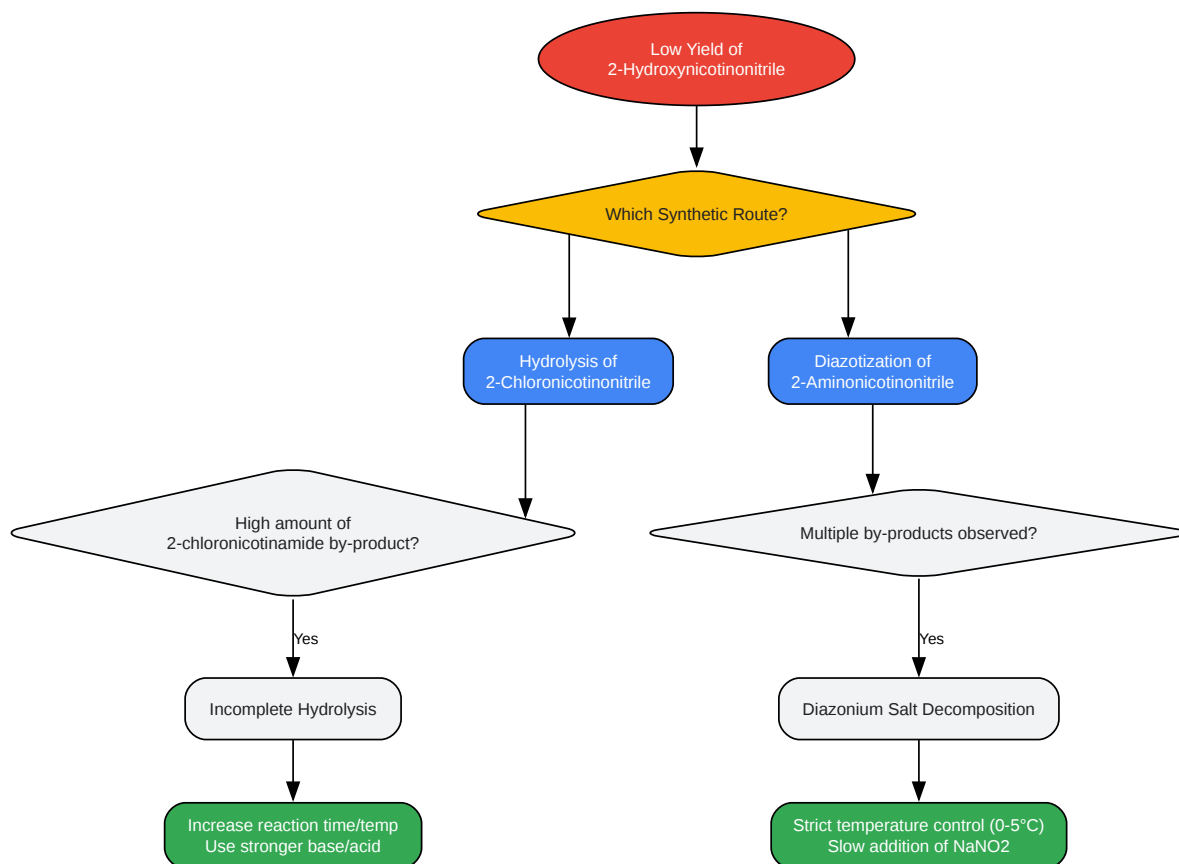 Low Yield of
2-Hydroxynicotinonitrile
Which Synthetic Route?
Hydrolysis of
2-Chloronicotinonitrile
Diazotization of
2-Aminonicotinonitrile
High amount of
2-chloronicotinamide by-product?
Multiple by-products observed?
Yes
Yes
Incomplete Hydrolysis
Diazonium Salt Decomposition
Increase reaction time/temp
Use stronger base/acid
Strict temperature control (0-5°C)
Slow addition of NaNO2